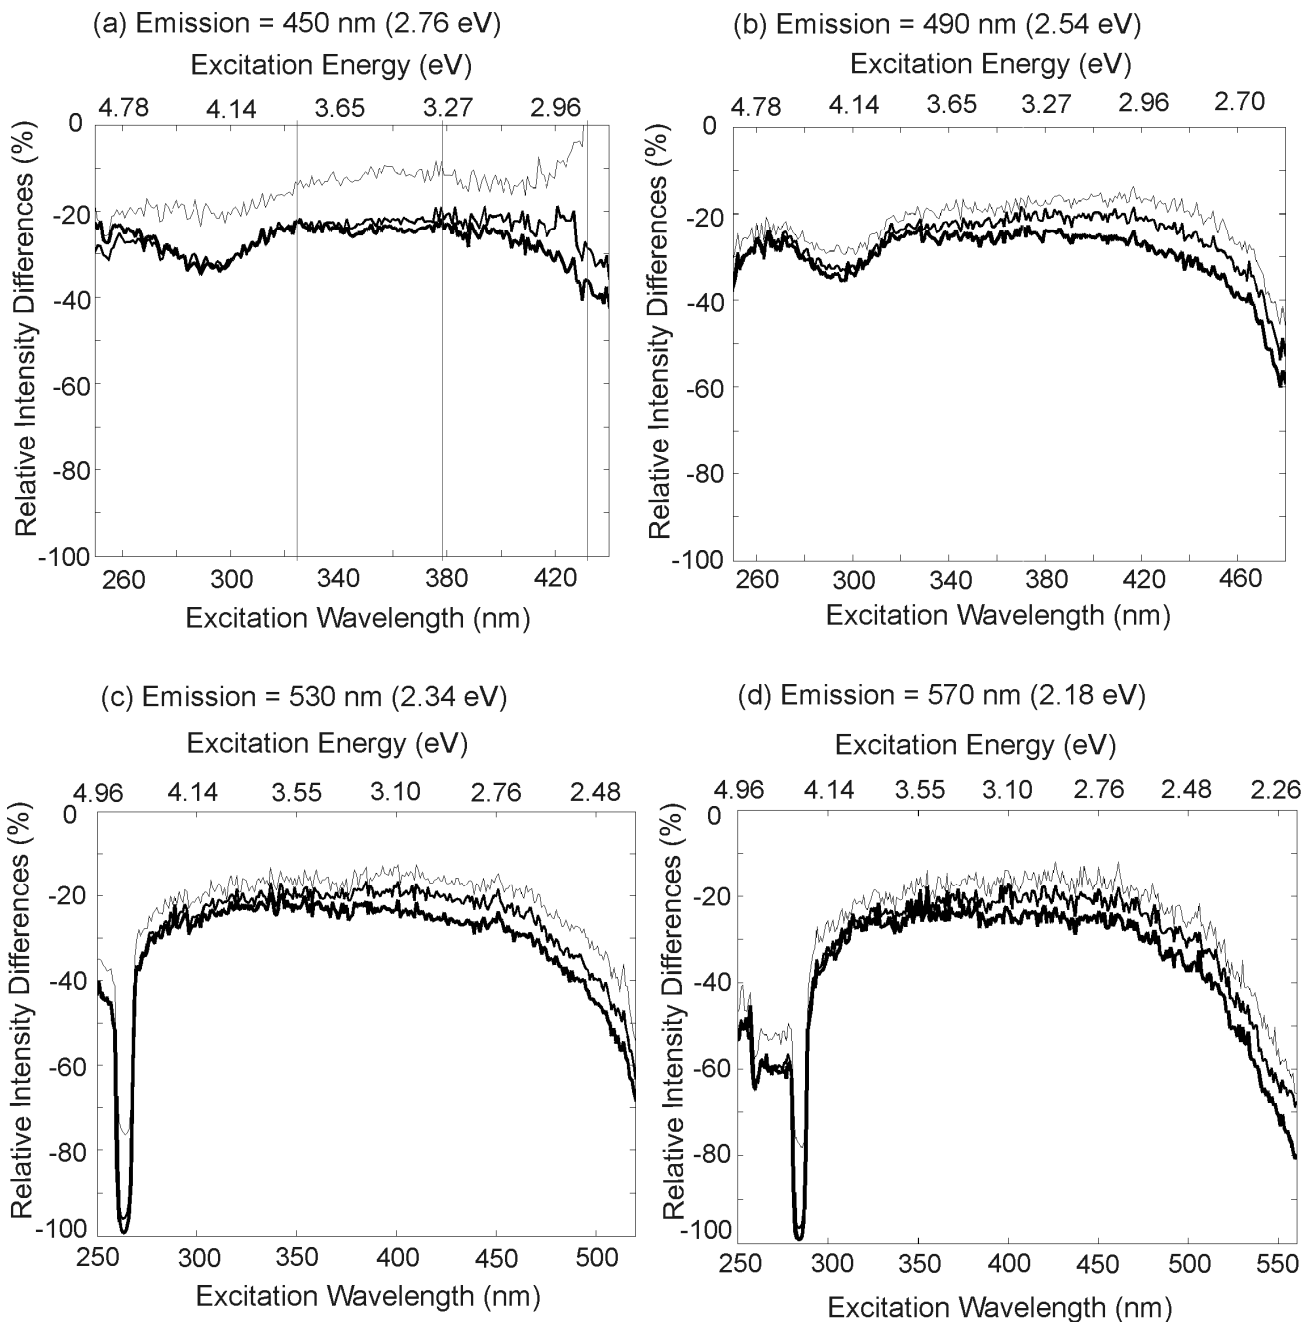 (a) Emission = 450 nm (2.76 eV)
Excitation Energy (eV)
4.78 4.14 3.65 3.27 2.96
Relative Intensity Differences (%)
0
-20
-40
-60
-80
-100
260 300 340 380 420
Excitation Wavelength (nm)
(b) Emission = 490 nm (2.54 eV)
Excitation Energy (eV)
4.78 4.14 3.65 3.27 2.96 2.70
Relative Intensity Differences (%)
0
-20
-40
-60
-80
-100
260 300 340 380 420 460
Excitation Wavelength (nm)
(c) Emission = 530 nm (2.34 eV)
Excitation Energy (eV)
4.96 4.14 3.55 3.10 2.76 2.48
Relative Intensity Differences (%)
0
-20
-40
-60
-80
-100
250 300 350 400 450 500
Excitation Wavelength (nm)
(d) Emission = 570 nm (2.18 eV)
Excitation Energy (eV)
4.96 4.14 3.55 3.10 2.76 2.48 2.26
Relative Intensity Differences (%)
0
-20
-40
-60
-80
-100
250 300 350 400 450 500 550
Excitation Wavelength (nm)